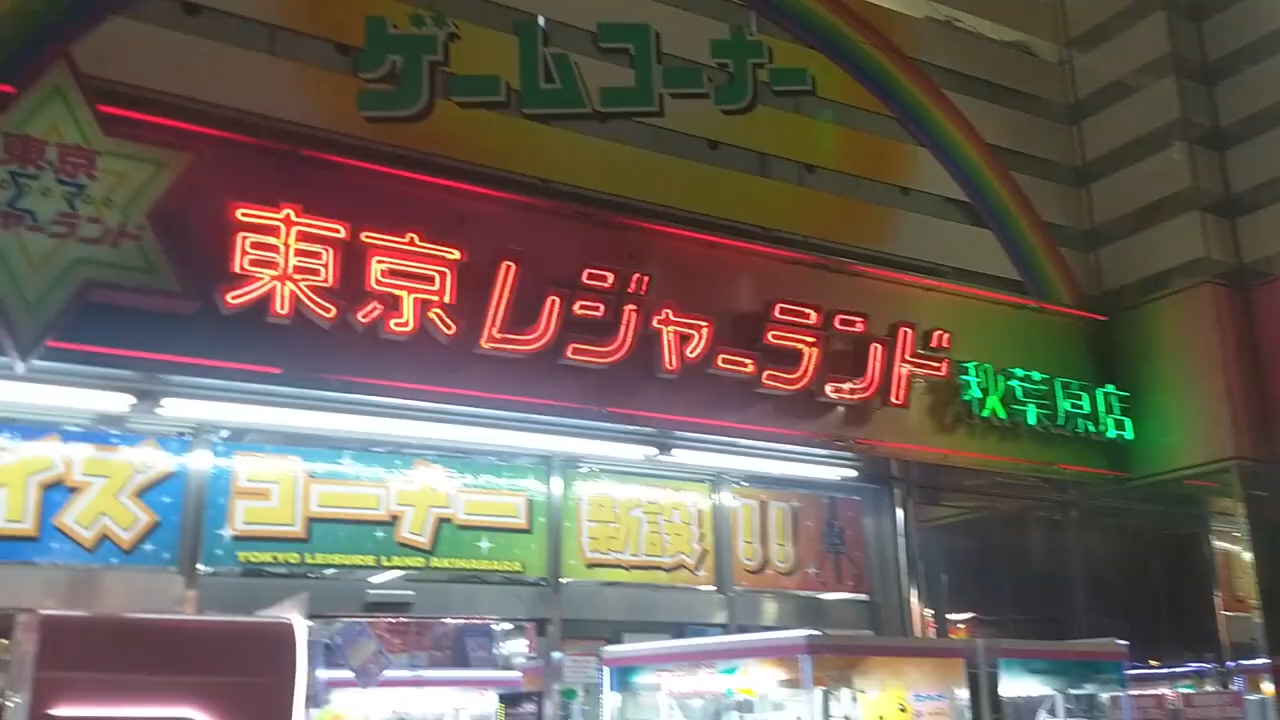 ゲームコーナー
東京
レジャーランド
東京レジャーランド 秋葉原店
イズ コーナー 新設!!
TOKYO LEISURE LAND AKIHABARA